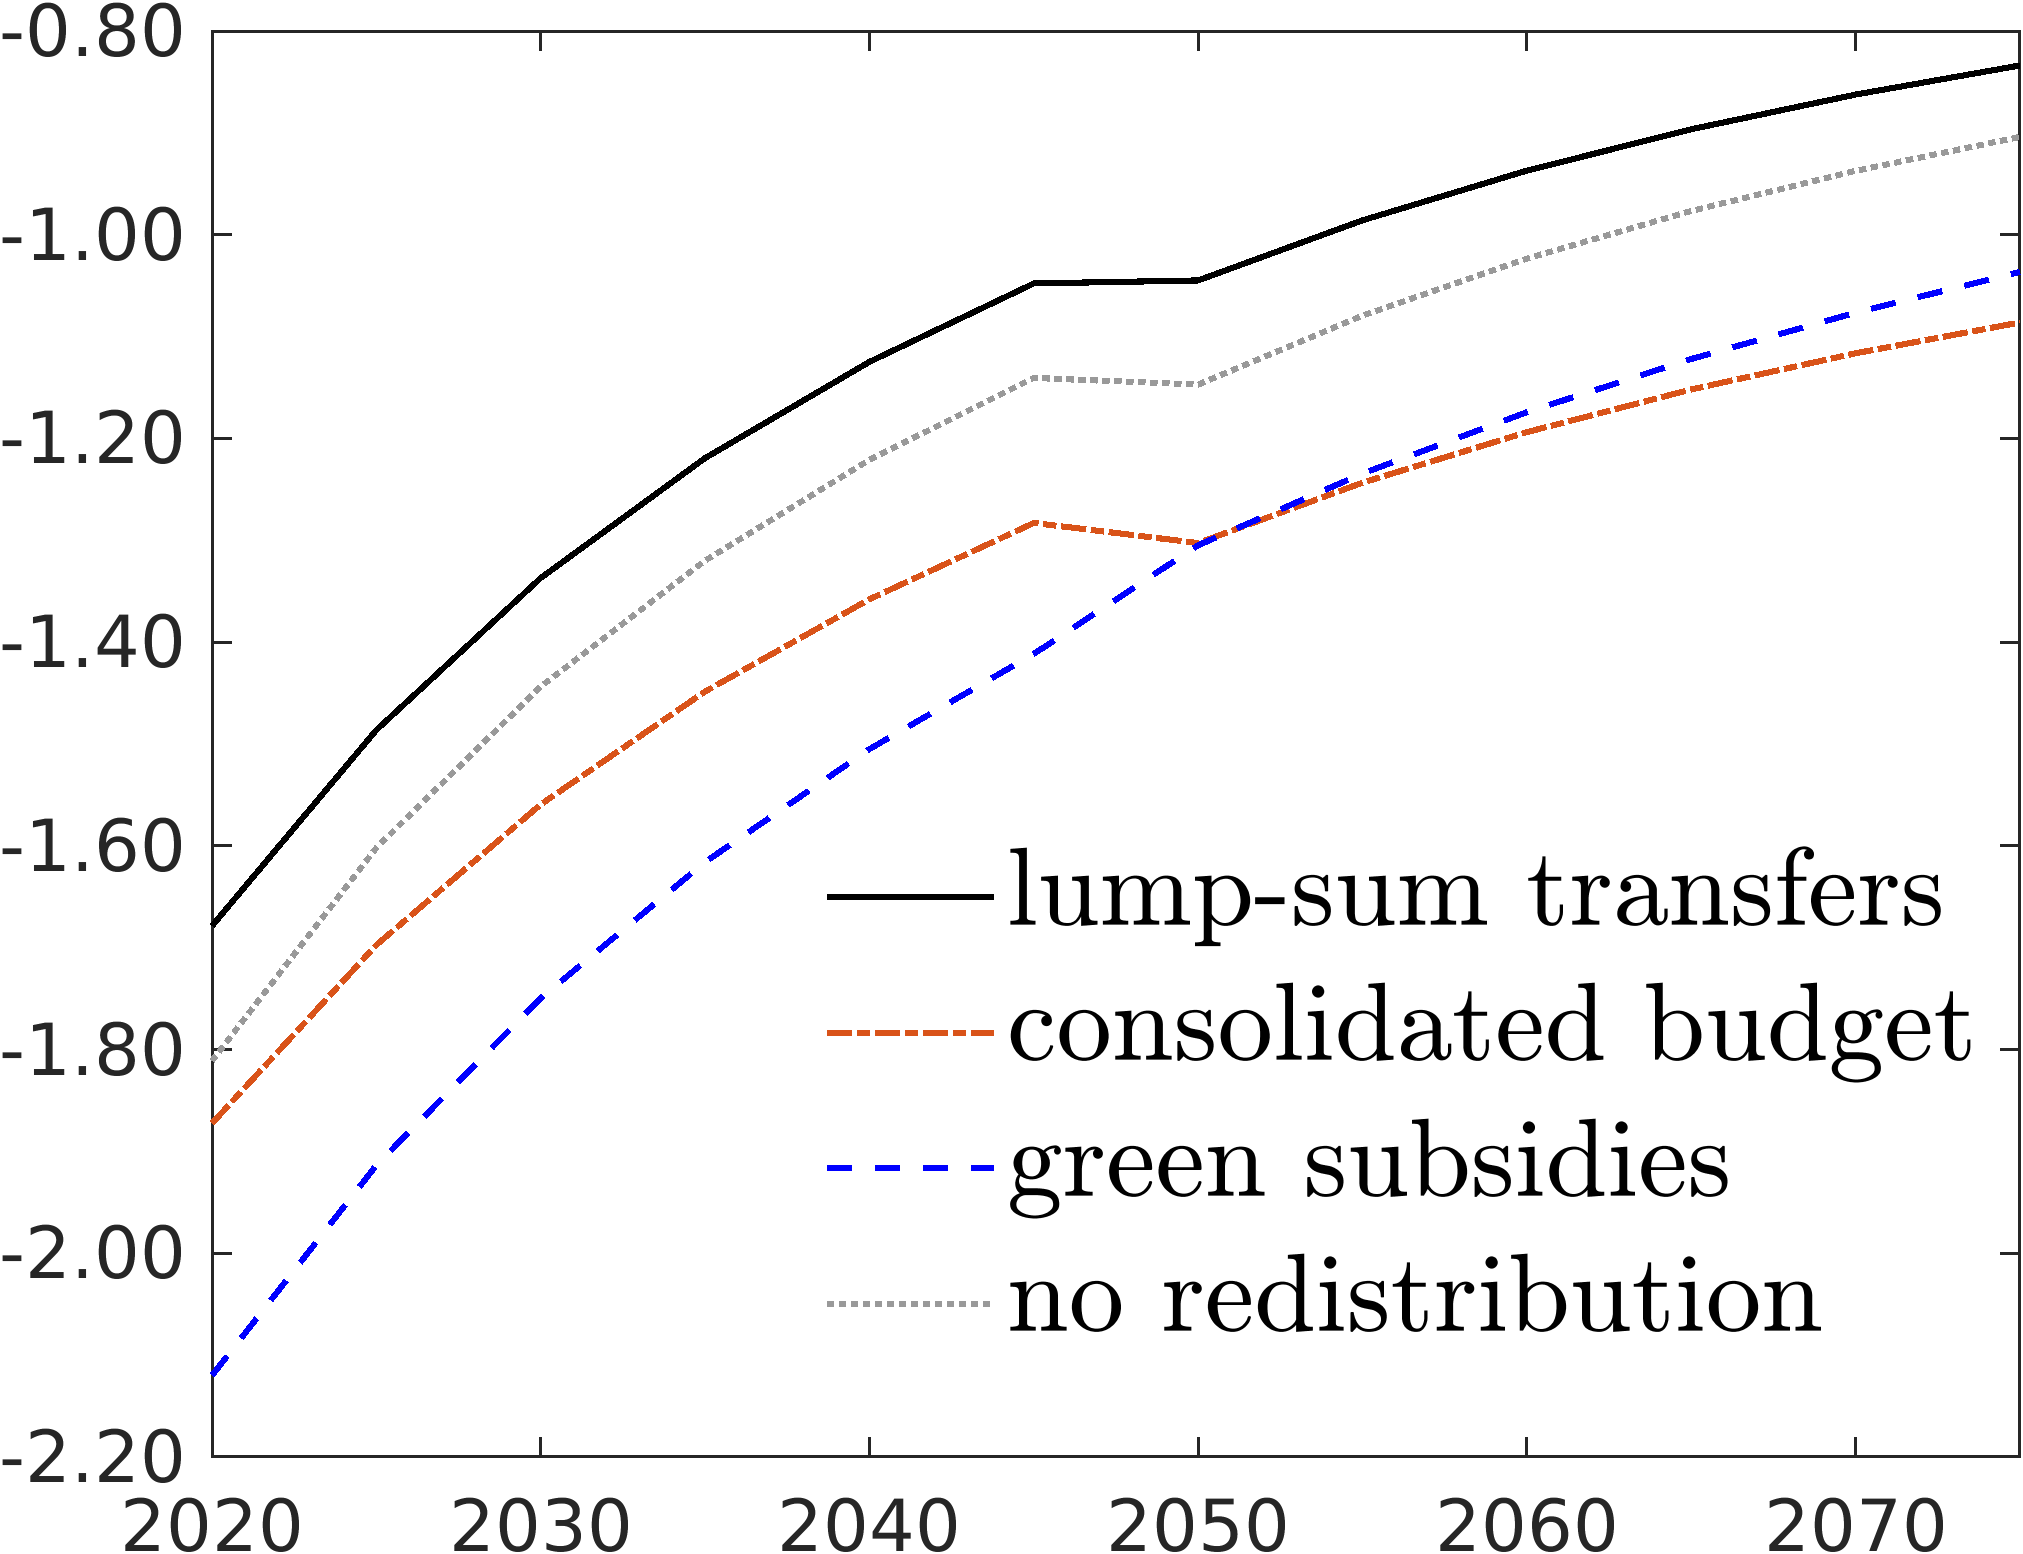 -0.80
-1.00
-1.20
-1.40
-1.60
-1.80
-2.00
-2.20
lump-sum transfers
consolidated budget
green subsidies
no redistribution
2020 2030 2040 2050 2060 2070